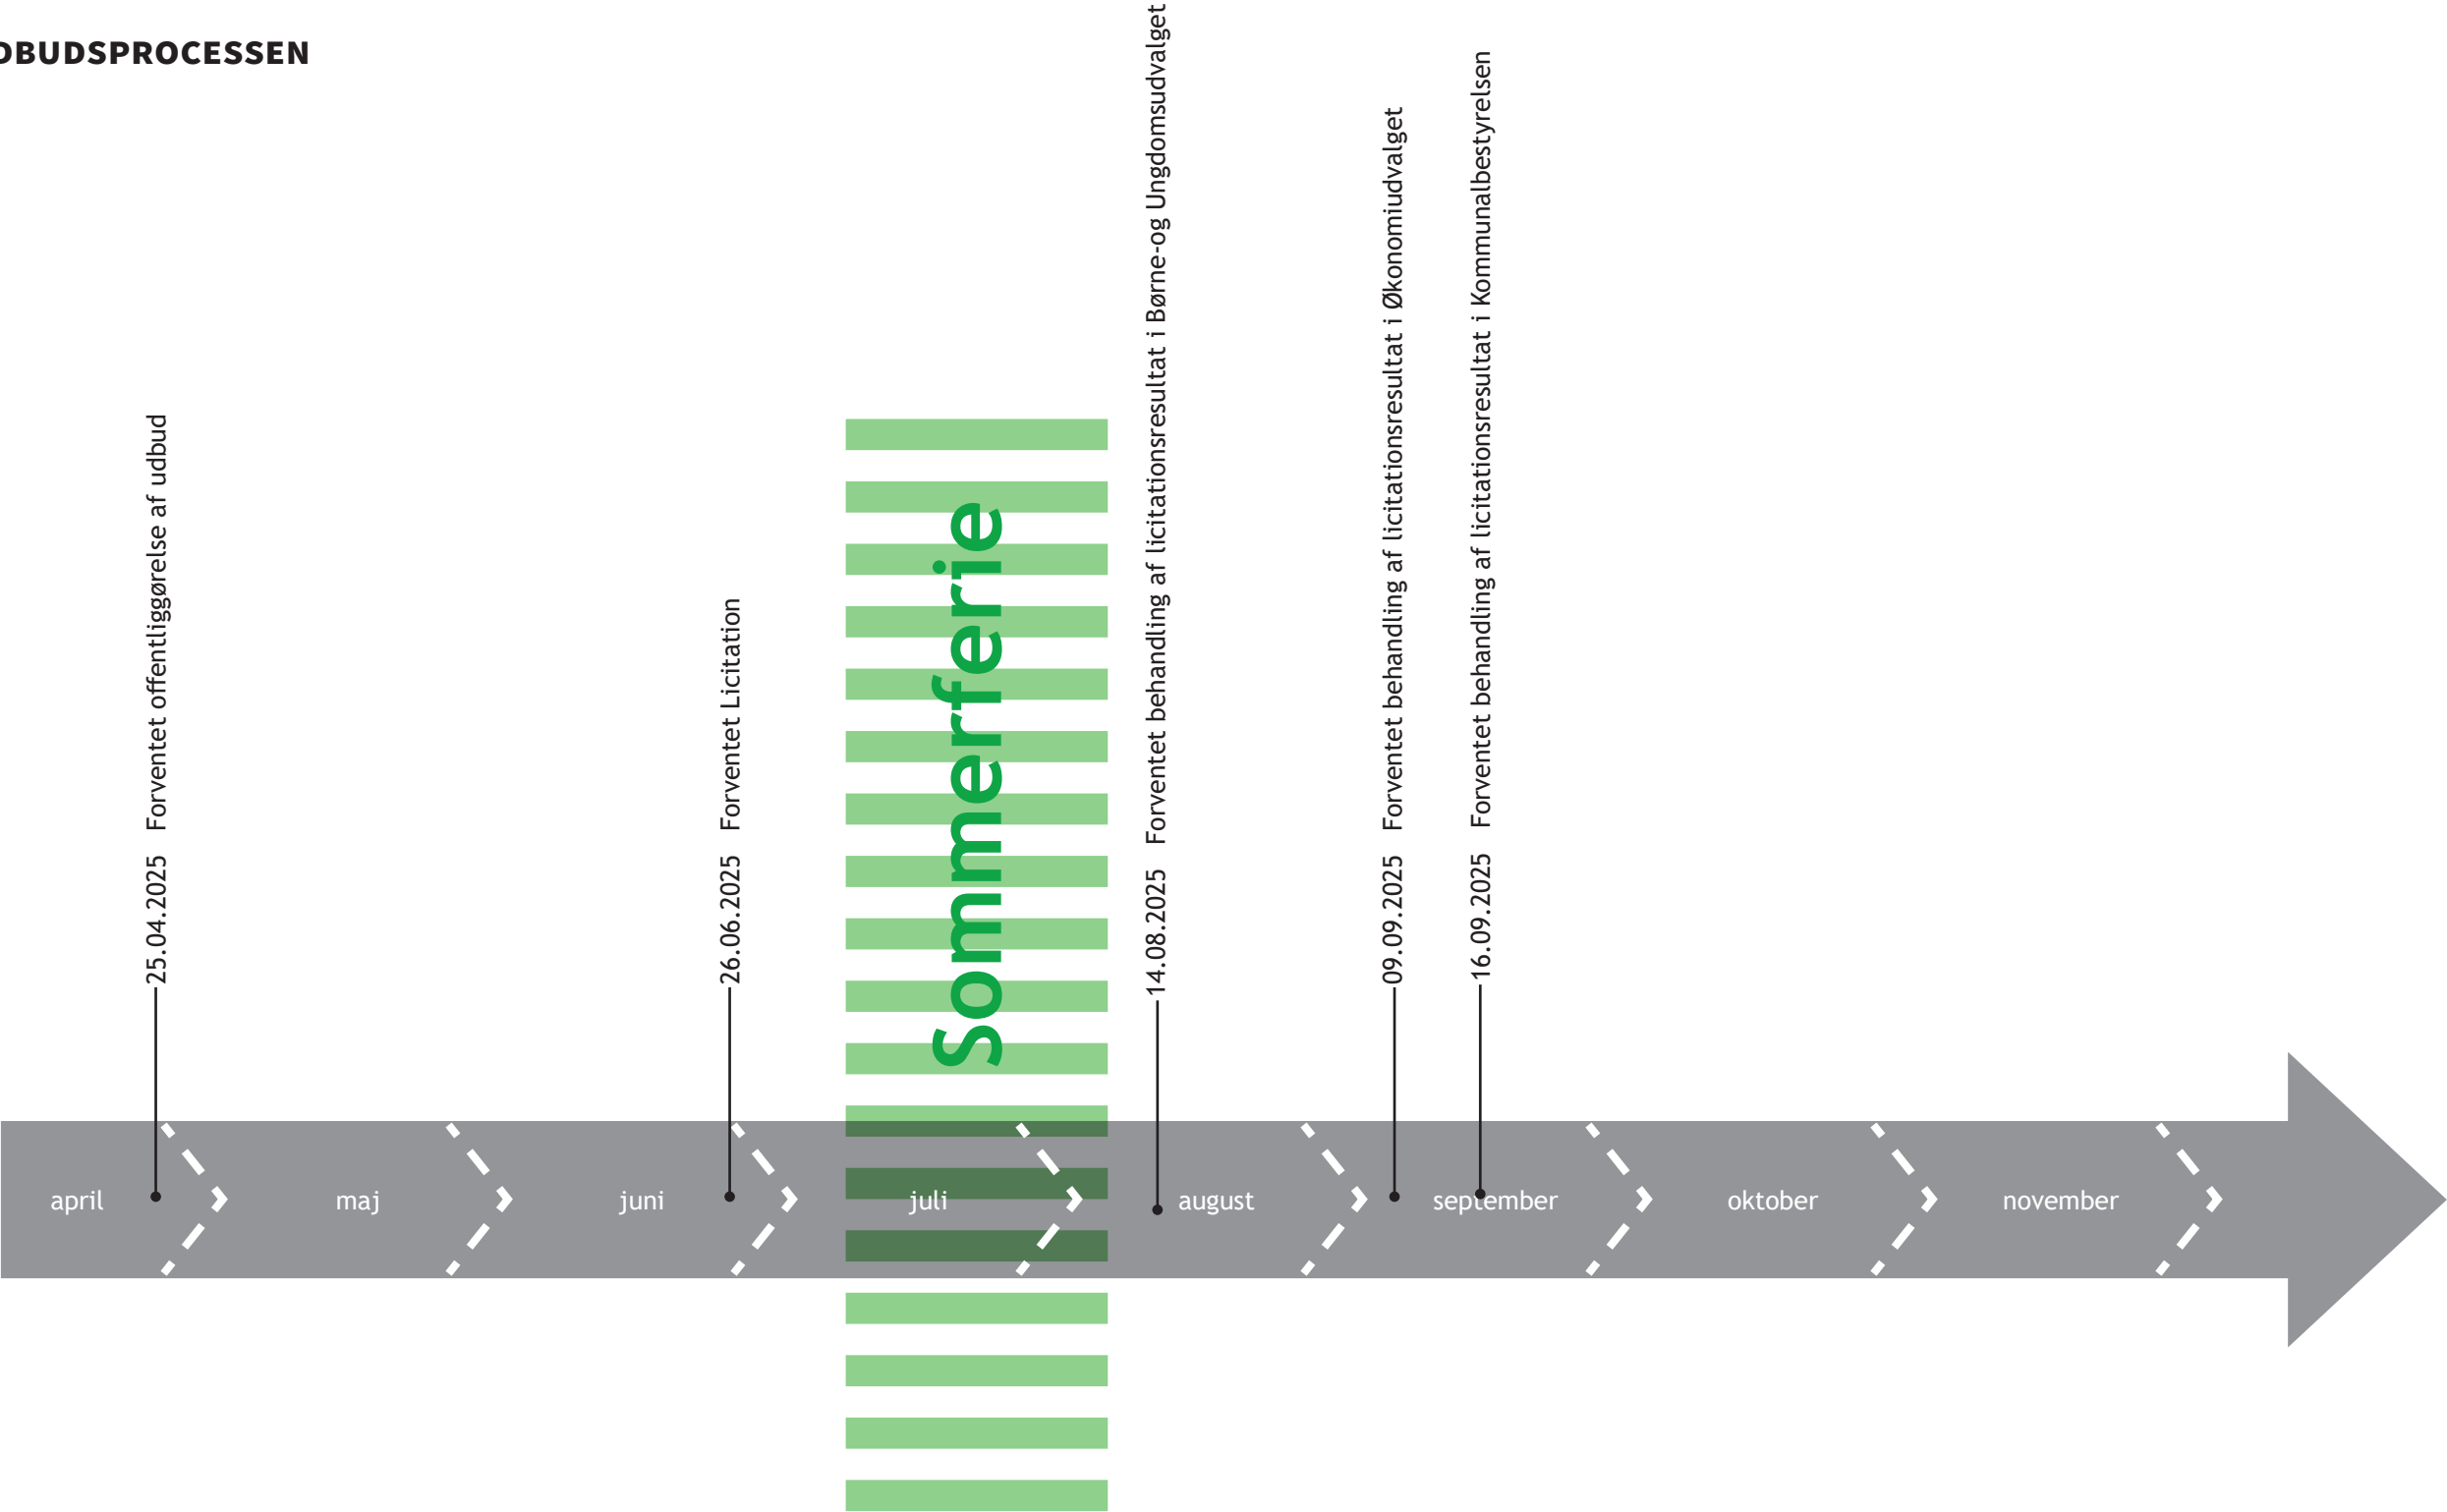 DBUDSPROCESSEN
25.04.2025 Forventet offentliggørelse af udbud
26.06.2025 Forventet Licitation
Sommerferie
14.08.2025 Forventet behandling af licitationsresultat i Børne-og Ungdomsudvalget
09.09.2025 Forventet behandling af licitationsresultat i Økonomiudvalget
16.09.2025 Forventet behandling af licitationsresultat i Kommunalbestyrelsen
april
maj
juni
juli
august
september
oktober
november